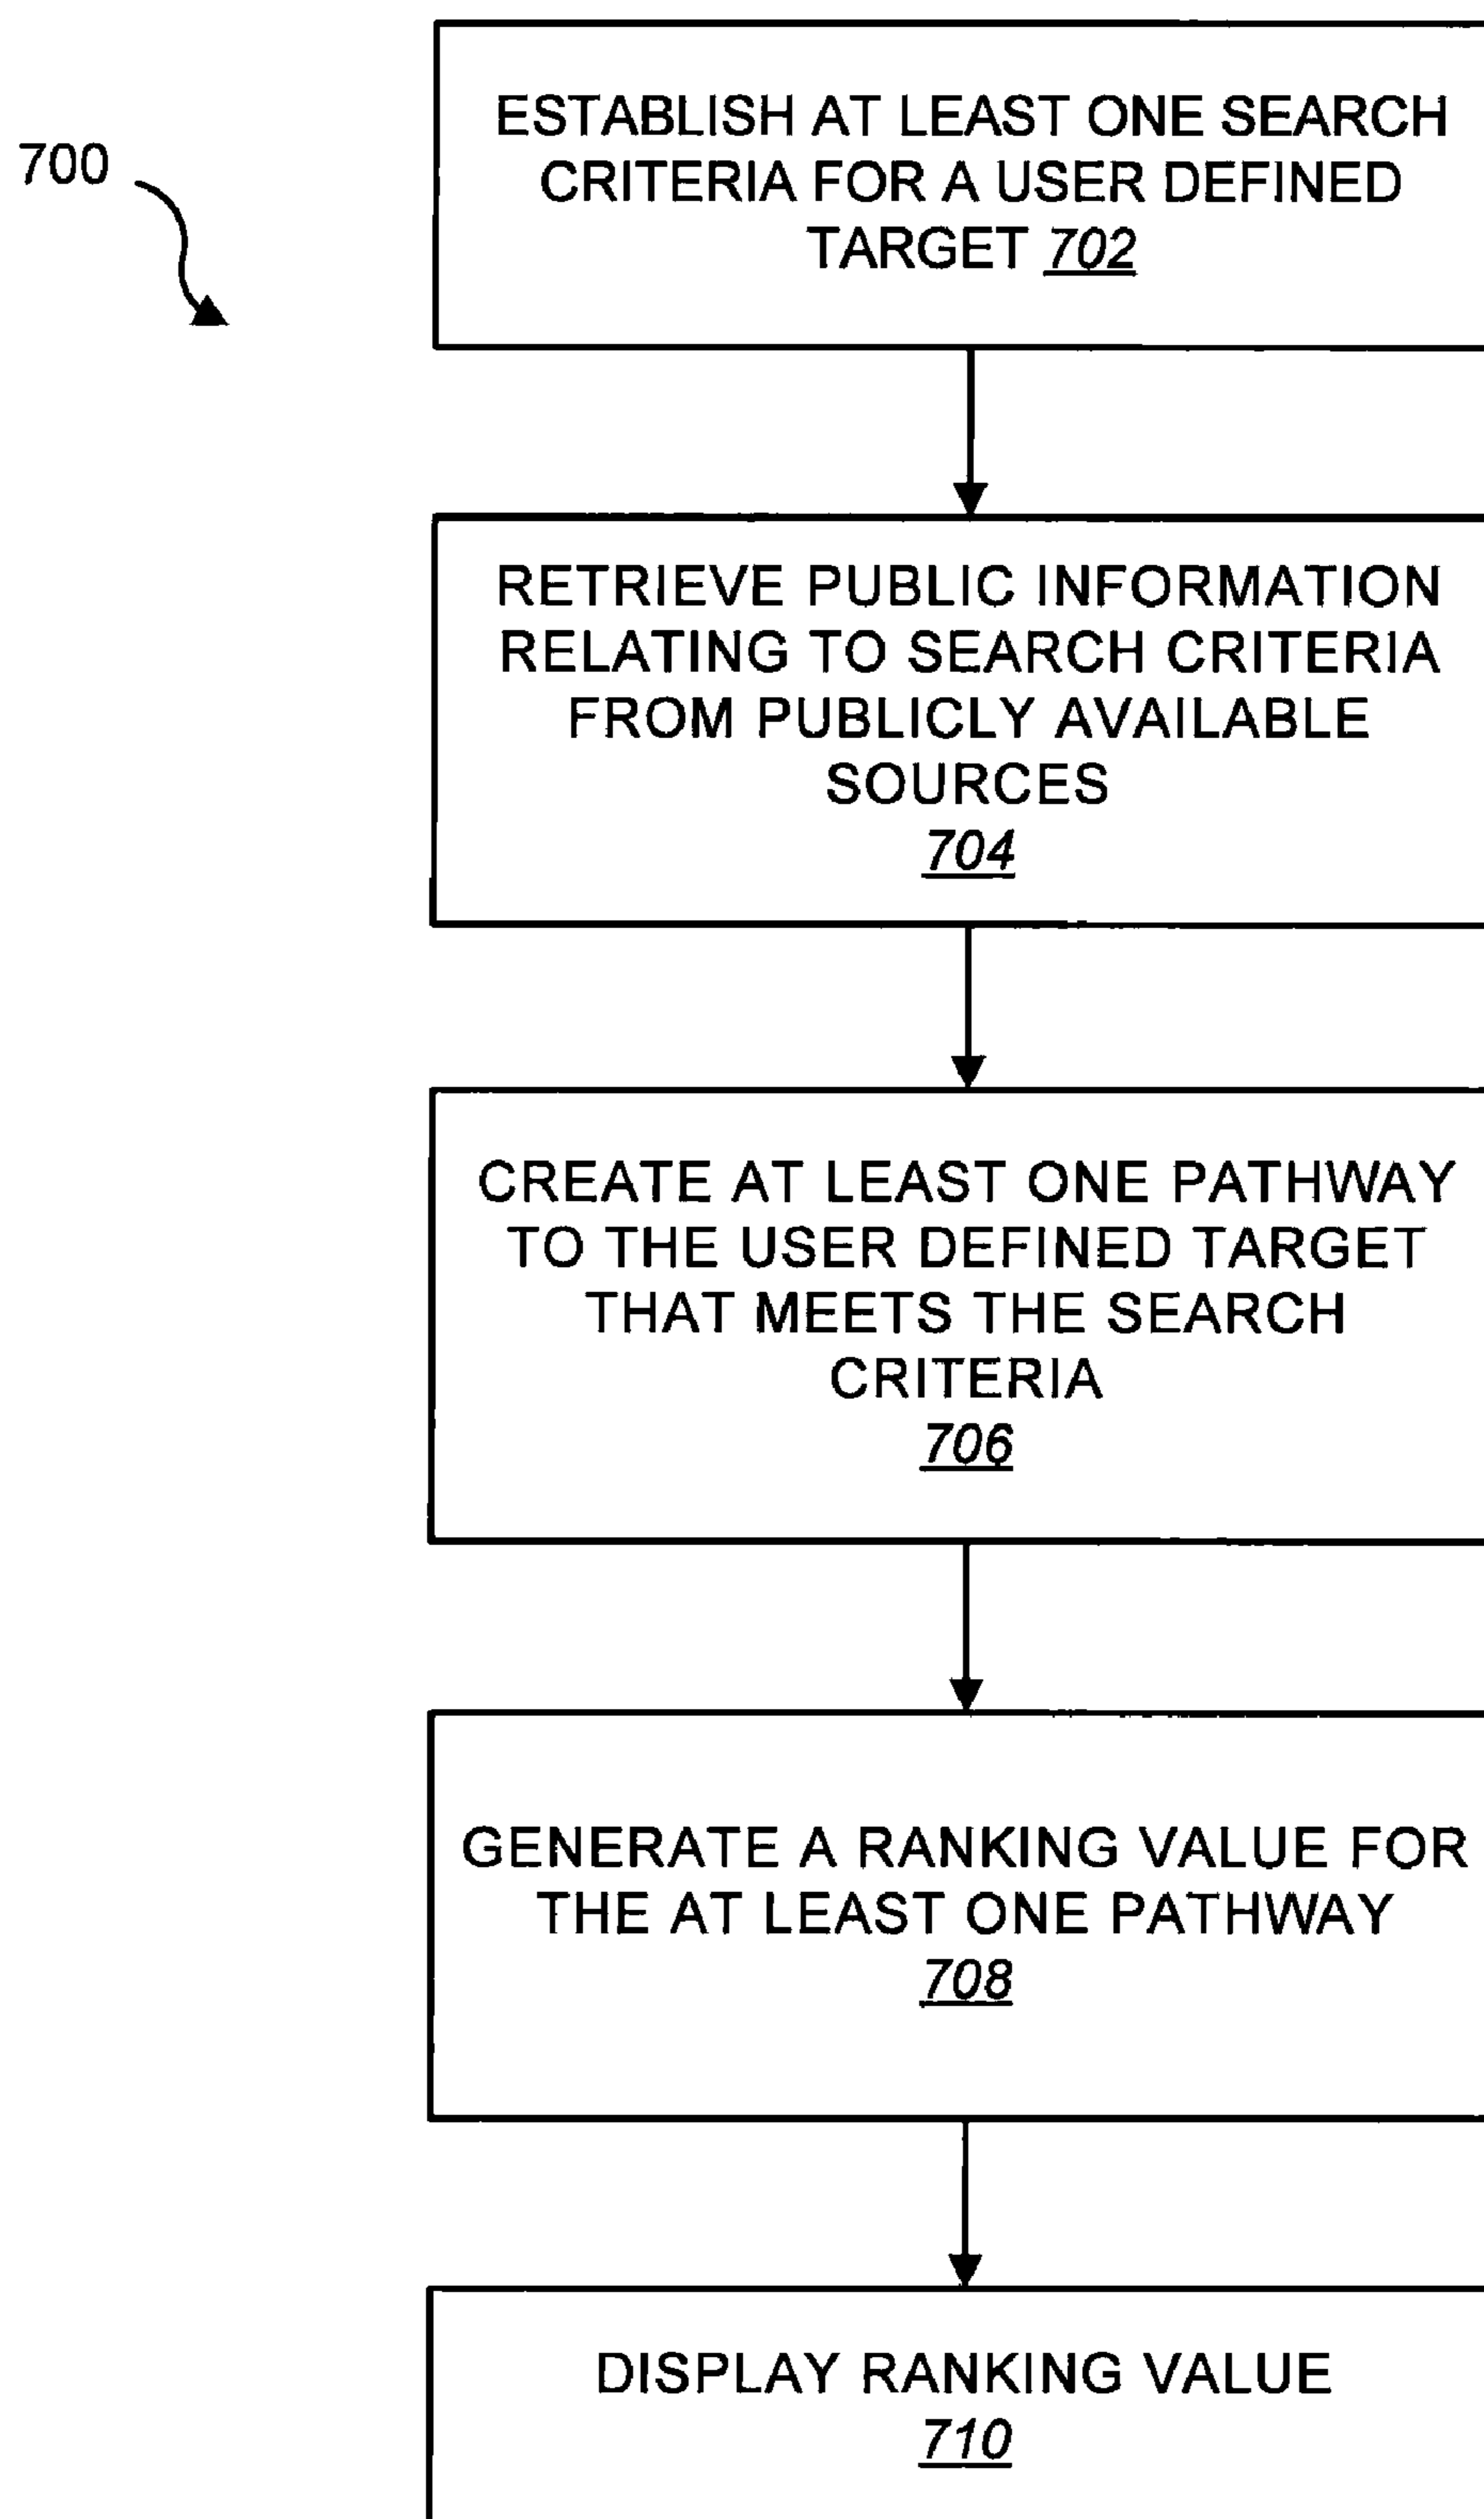 700
ESTABLISH AT LEAST ONE SEARCH
CRITERIA FOR A USER DEFINED
TARGET 702
RETRIEVE PUBLIC INFORMATION
RELATING TO SEARCH CRITERIA
FROM PUBLICLY AVAILABLE
SOURCES
704
CREATE AT LEAST ONE PATHWAY
TO THE USER DEFINED TARGET
THAT MEETS THE SEARCH
CRITERIA
706
GENERATE A RANKING VALUE FOR
THE AT LEAST ONE PATHWAY
708
DISPLAY RANKING VALUE
710